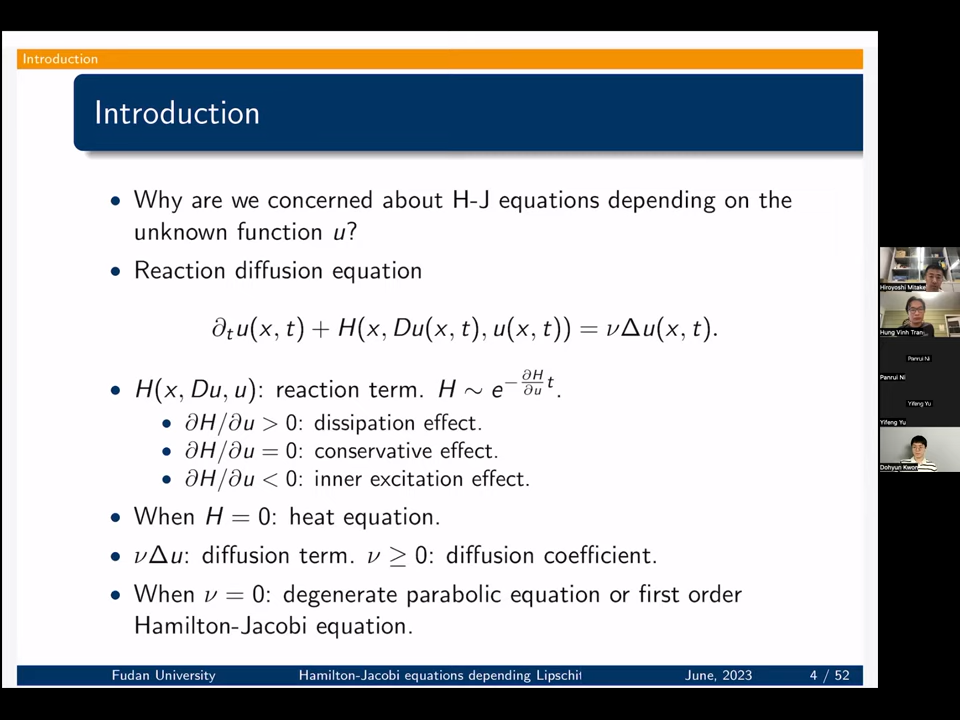 Introduction
Introduction
• Why are we concerned about H-J equations depending on the
unknown function u?
• Reaction diffusion equation
∂ₜu(x, t) + H(x, Du(x, t), u(x, t)) = νΔu(x, t).
• H(x, Du, u): reaction term. H ∼ e^{−\frac{∂H}{∂u}t}.
• ∂H/∂u > 0: dissipation effect.
• ∂H/∂u = 0: conservative effect.
• ∂H/∂u < 0: inner excitation effect.
• When H = 0: heat equation.
• νΔu: diffusion term. ν ≥ 0: diffusion coefficient.
• When ν = 0: degenerate parabolic equation or first order
Hamilton-Jacobi equation.
Fudan University Hamilton-Jacobi equations depending Lipschit June, 2023 4 / 52
Hiroyoshi Mitake
Hung Vinh Tran
Panrui Ni
Panrui Ni
Yifeng Yu
Yifeng Yu
Dohyun Kwon